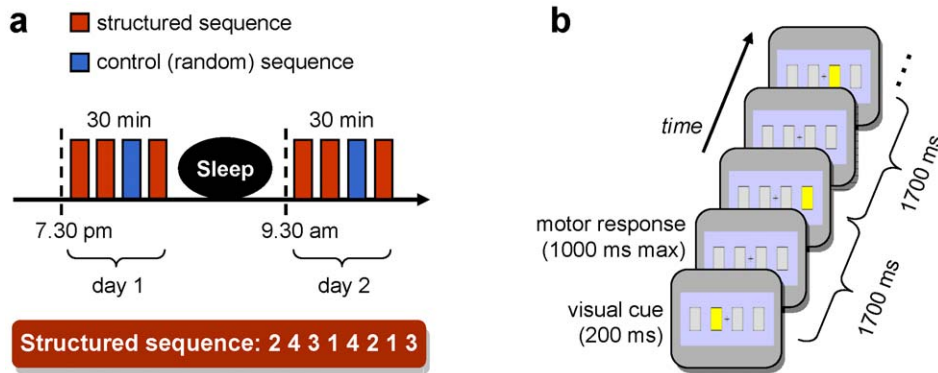 a
structured sequence
control (random) sequence
30 min
30 min
Sleep
7.30 pm
9.30 am
day 1
day 2
Structured sequence: 2 4 3 1 4 2 1 3
b
time
motor response
(1000 ms max)
visual cue
(200 ms)
1700 ms
1700 ms